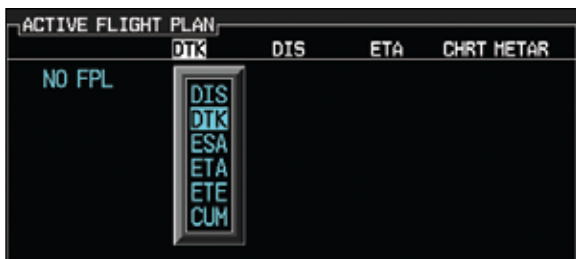 ACTIVE FLIGHT PLAN
DTK DIS ETA CHRT METAR
NO FPL
DIS
DTK
ESA
ETA
ETE
CUM